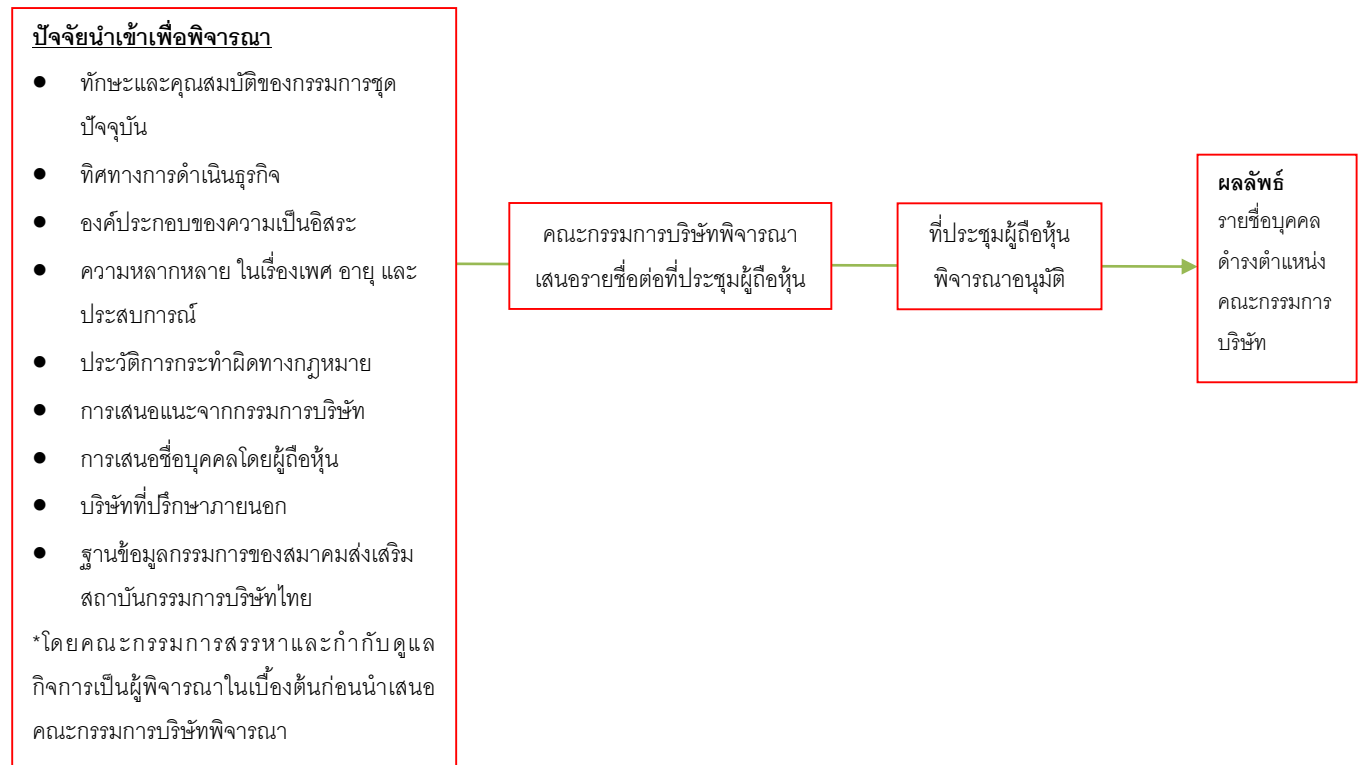 ปัจจัยนำเข้าเพื่อพิจารณา
● ทักษะและคุณสมบัติของกรรมการชุด
ปัจจุบัน
● ทิศทางการดำเนินธุรกิจ
● องค์ประกอบของความเป็นอิสระ
● ความหลากหลาย ในเรื่องเพศ อายุ และ
ประสบการณ์
● ประวัติการกระทำผิดทางกฎหมาย
● การเสนอแนะจากกรรมการบริษัท
● การเสนอชื่อบุคคลโดยผู้ถือหุ้น
● บริษัทที่ปรึกษาภายนอก
● ฐานข้อมูลกรรมการของสมาคมส่งเสริม
สถาบันกรรมการบริษัทไทย
*โดยคณะกรรมการสรรหาและกำกับดูแล
กิจการเป็นผู้พิจารณาในเบื้องต้นก่อนนำเสนอ
คณะกรรมการบริษัทพิจารณา
คณะกรรมการบริษัทพิจารณา
เสนอรายชื่อต่อที่ประชุมผู้ถือหุ้น
ที่ประชุมผู้ถือหุ้น
พิจารณาอนุมัติ
ผลลัพธ์
รายชื่อบุคคล
ดำรงตำแหน่ง
คณะกรรมการ
บริษัท